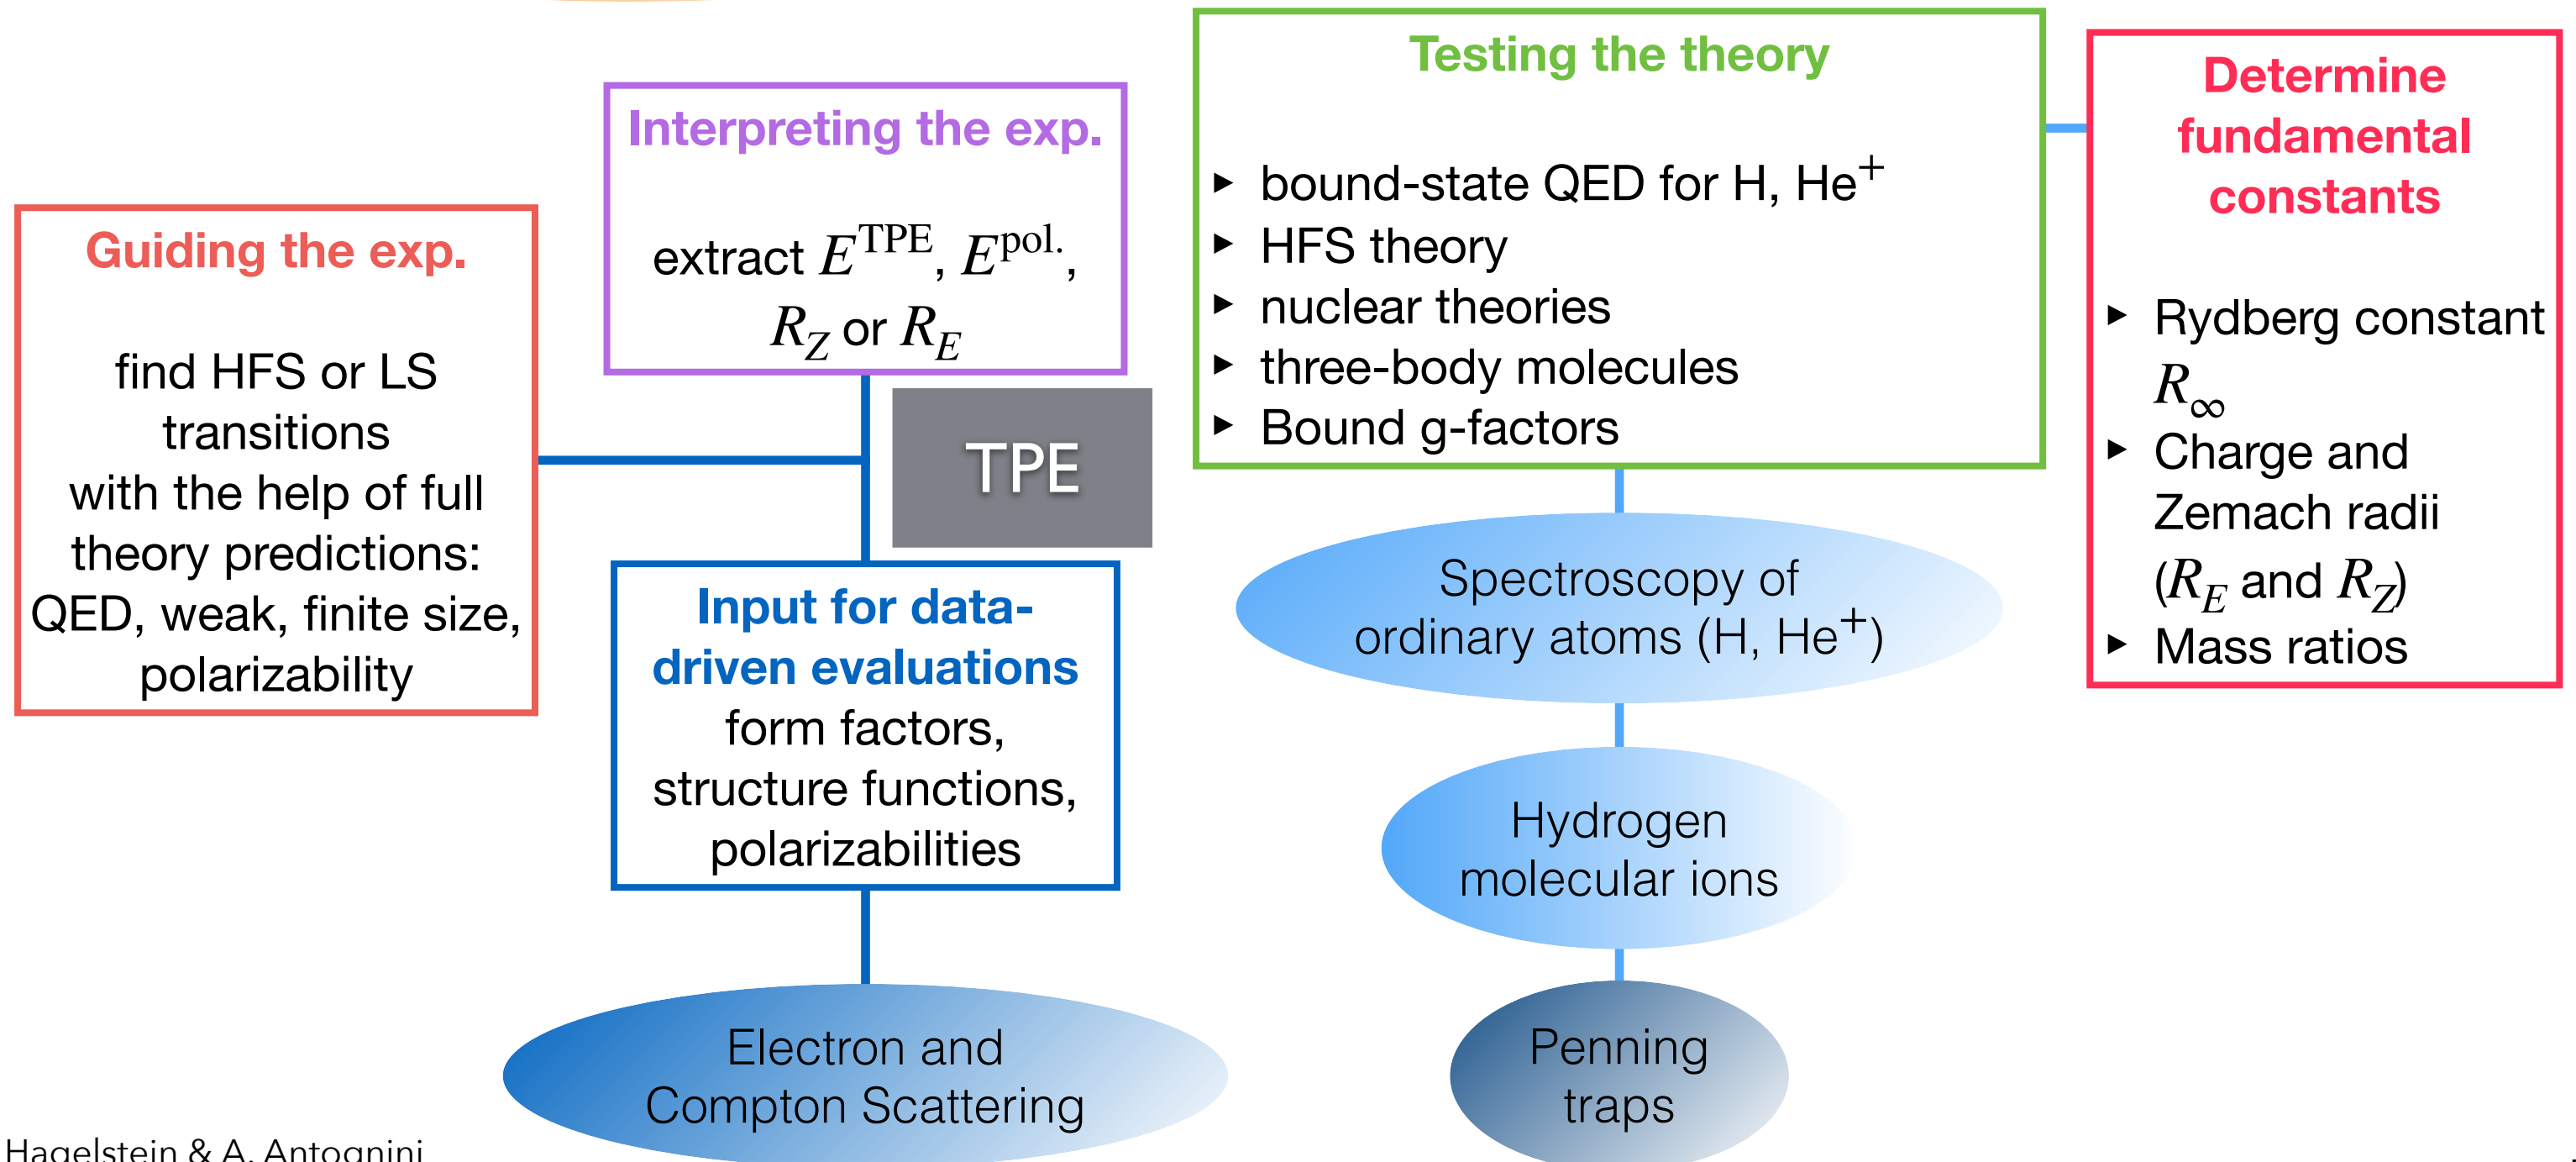 Guiding the exp.
find HFS or LS
transitions
with the help of full
theory predictions:
QED, weak, finite size,
polarizability
Interpreting the exp.
extract E^TPE, E^pol.,
R_Z or R_E
TPE
Input for data-
driven evaluations
form factors,
structure functions,
polarizabilities
Electron and
Compton Scattering
Testing the theory
▸ bound-state QED for H, He⁺
▸ HFS theory
▸ nuclear theories
▸ three-body molecules
▸ Bound g-factors
Spectroscopy of
ordinary atoms (H, He⁺)
Hydrogen
molecular ions
Penning
traps
Determine
fundamental
constants
▸ Rydberg constant
R_∞
▸ Charge and
Zemach radii
(R_E and R_Z)
▸ Mass ratios
Hagelstein & A. Antognini